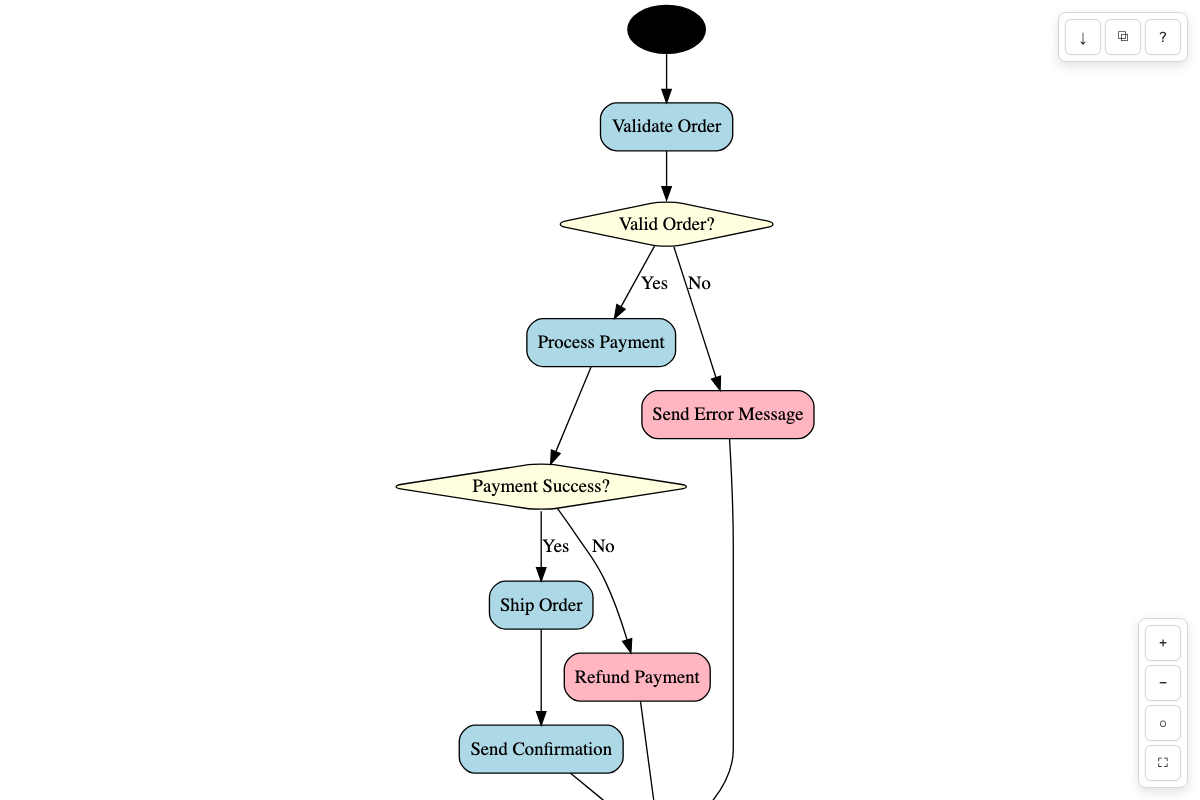 Validate Order
Valid Order?
Yes
No
Process Payment
Send Error Message
Payment Success?
Yes
No
Ship Order
Refund Payment
Send Confirmation
↓
?
+
−